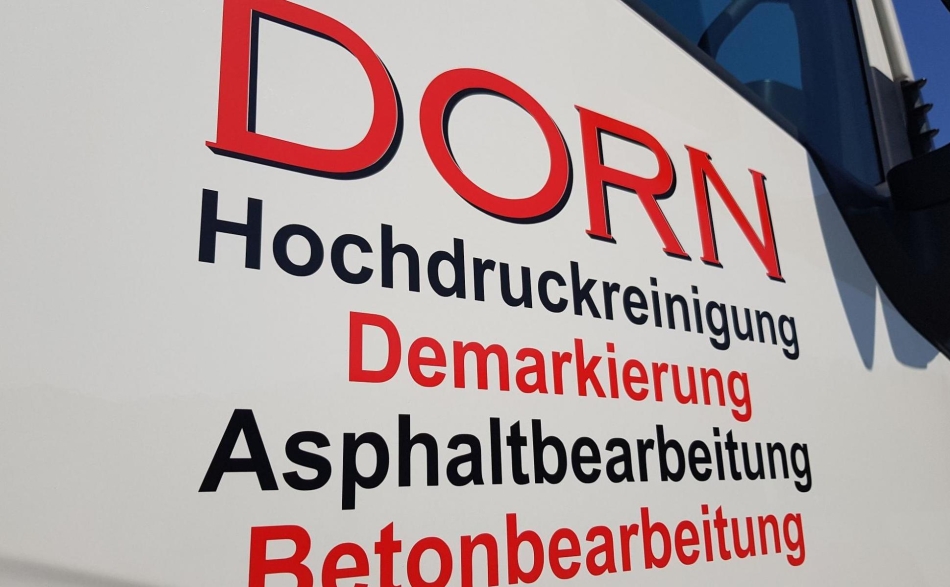 DORN
Hochdruckreinigung
Demarkierung
Asphaltbearbeitung
Betonbearbeitung